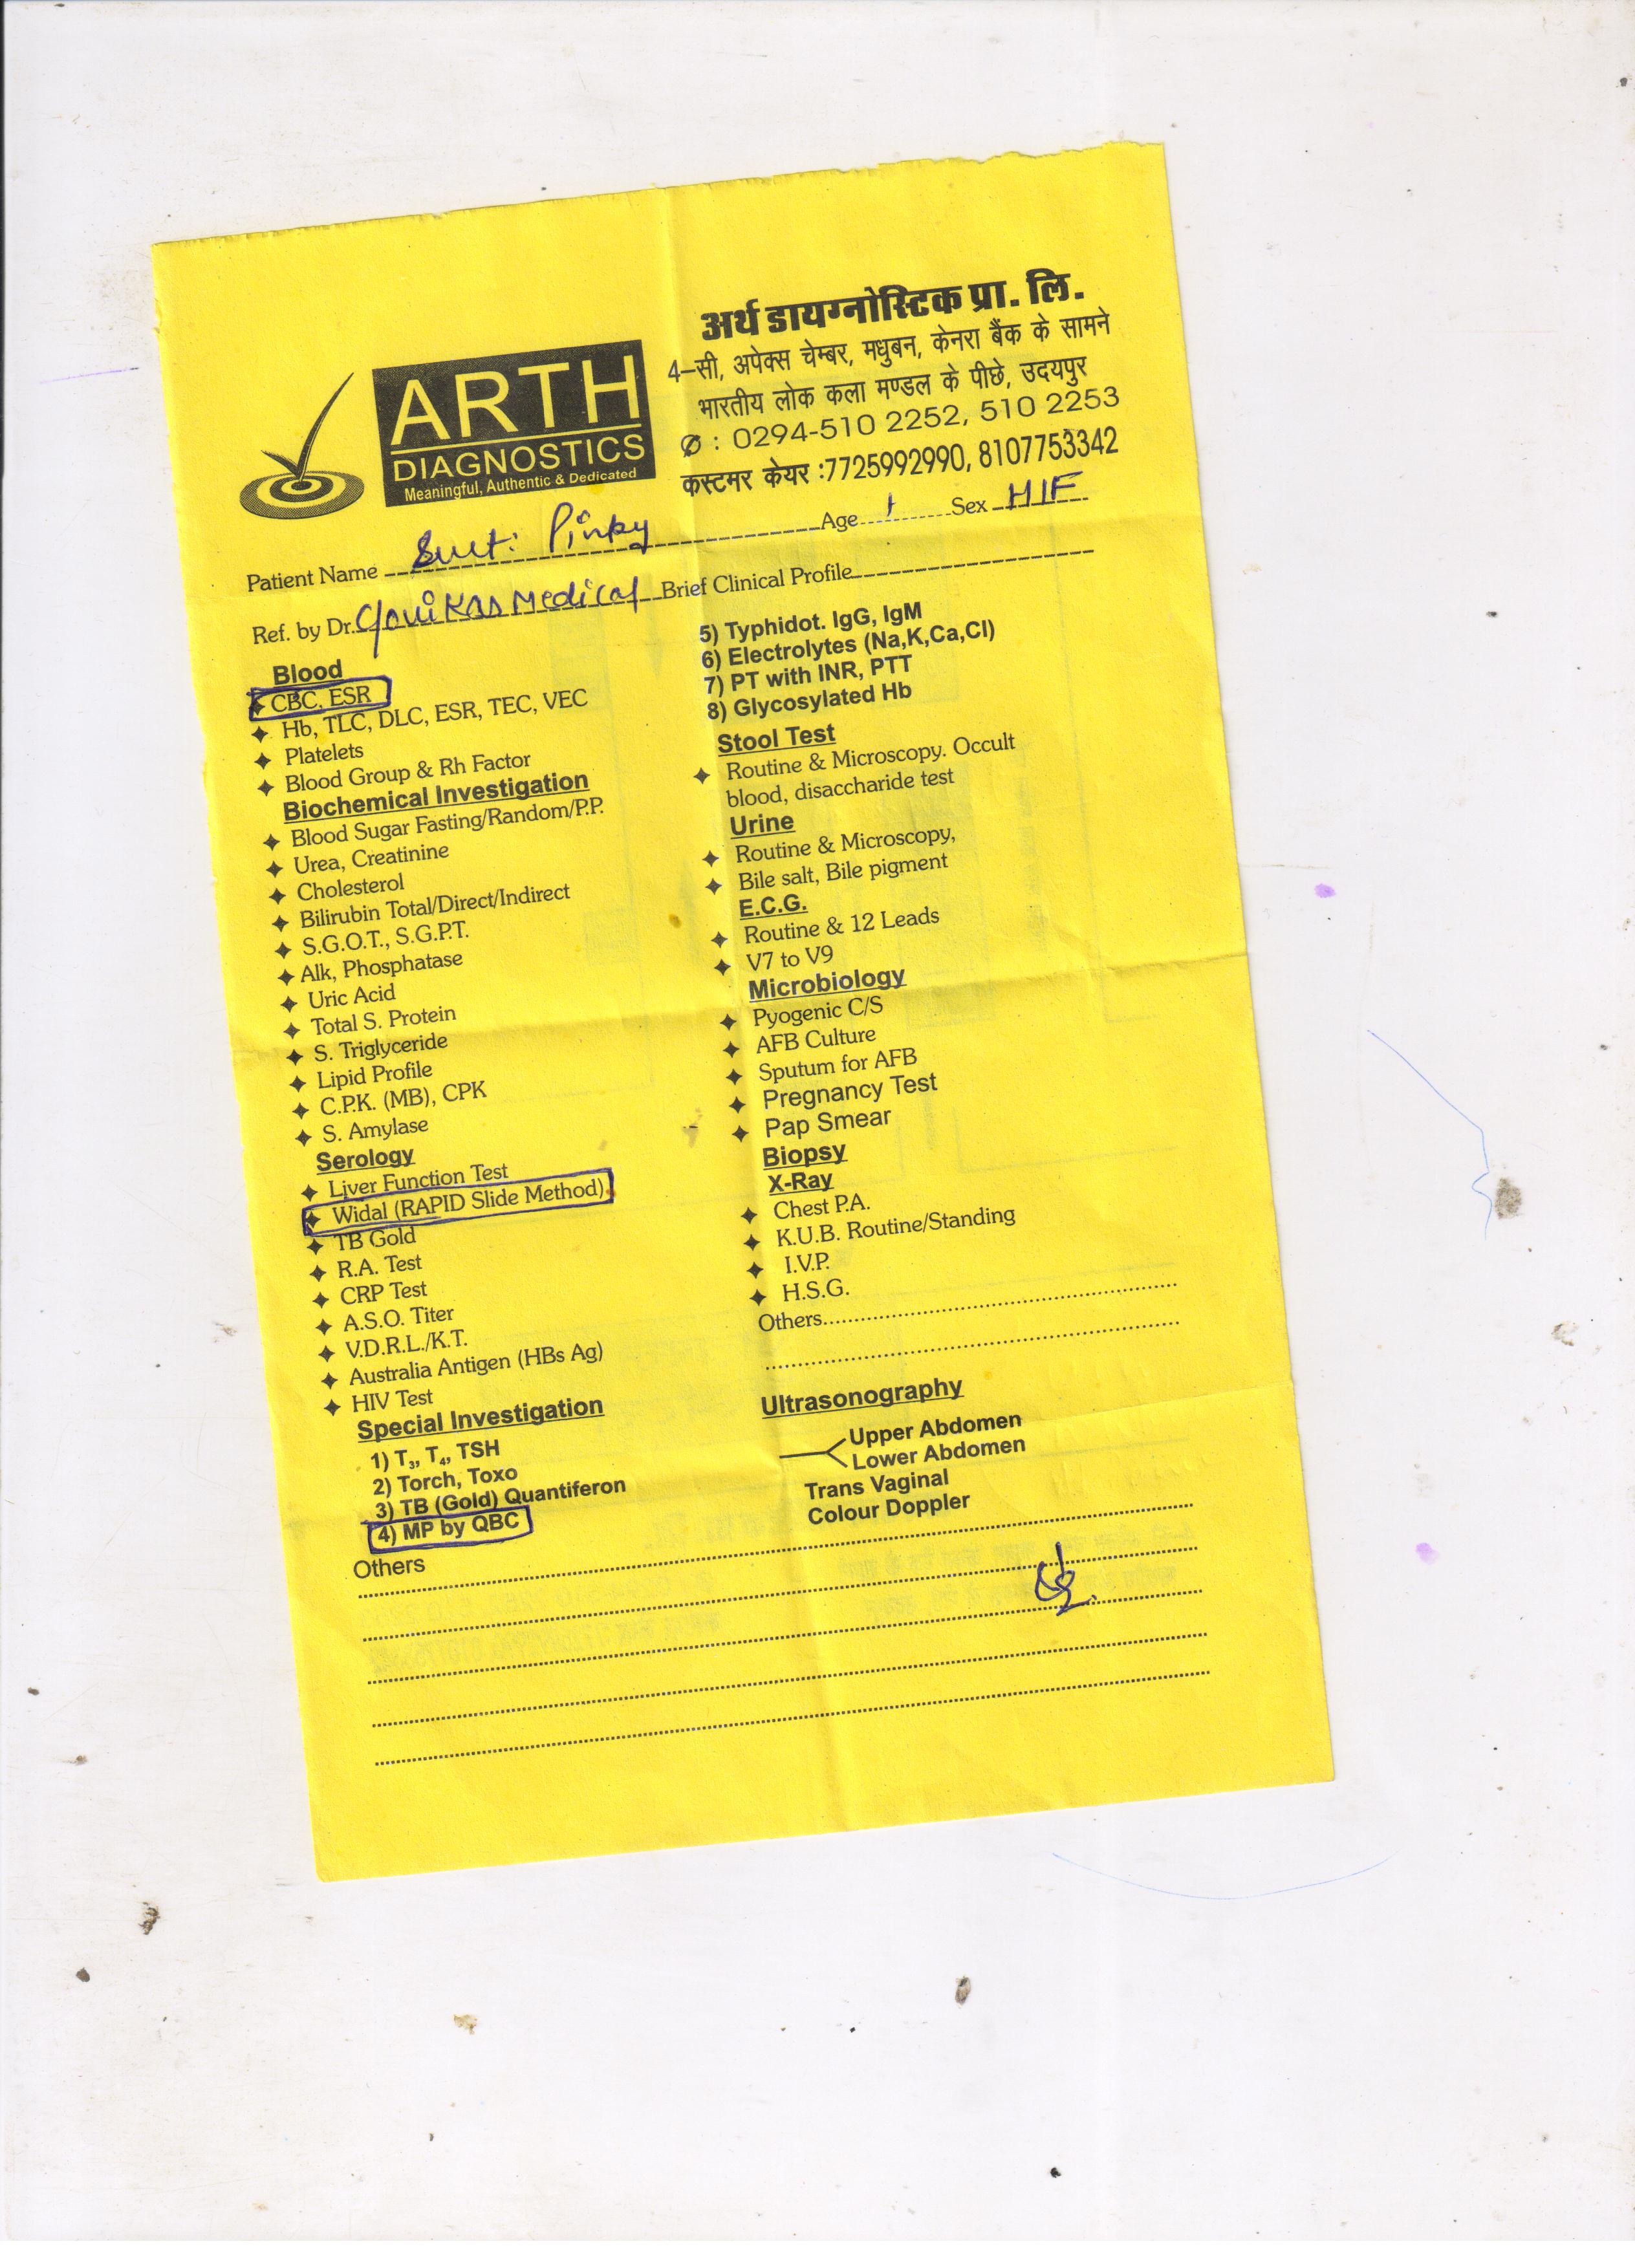 अर्थ डायग्नोस्टिक प्रा. लि.
4-सी, अपेक्स चेम्बर, मधुबन, केनरा बैंक के सामने
भारतीय लोक कला मण्डल के पीछे, उदयपुर
: 0294-510 2252, 510 2253
कस्टमर केयर :7725992990, 8107753342
ARTH
DIAGNOSTICS
Meaningful, Authentic & Dedicated
Patient Name Smt: Pinky Age Sex
Ref. by Dr. Medical Brief Clinical Profile
Blood
CBC, ESR
Hb, TLC, DLC, ESR, TEC, VEC
Platelets
Blood Group & Rh Factor
Biochemical Investigation
Blood Sugar Fasting/Random/P.P.
Urea, Creatinine
Cholesterol
Bilirubin Total/Direct/Indirect
S.G.O.T., S.G.P.T.
Alk, Phosphatase
Uric Acid
Total S. Protein
S. Triglyceride
Lipid Profile
C.P.K. (MB), CPK
S. Amylase
Serology
Liver Function Test
Widal (RAPID Slide Method)
TB Gold
R.A. Test
CRP Test
A.S.O. Titer
V.D.R.L./K.T.
Australia Antigen (HBs Ag)
HIV Test
Special Investigation
1) T3, T4, TSH
2) Torch, Toxo
3) TB (Gold) Quantiferon
4) MP by QBC
Others
5) Typhidot. IgG, IgM
6) Electrolytes (Na,K,Ca,Cl)
7) PT with INR, PTT
8) Glycosylated Hb
Stool Test
Routine & Microscopy. Occult
blood, disaccharide test
Urine
Routine & Microscopy,
Bile salt, Bile pigment
E.C.G.
Routine & 12 Leads
V7 to V9
Microbiology
Pyogenic C/S
AFB Culture
Sputum for AFB
Pregnancy Test
Pap Smear
Biopsy
X-Ray
Chest P.A.
K.U.B. Routine/Standing
I.V.P.
H.S.G.
Others
Ultrasonography
Upper Abdomen
Lower Abdomen
Trans Vaginal
Colour Doppler